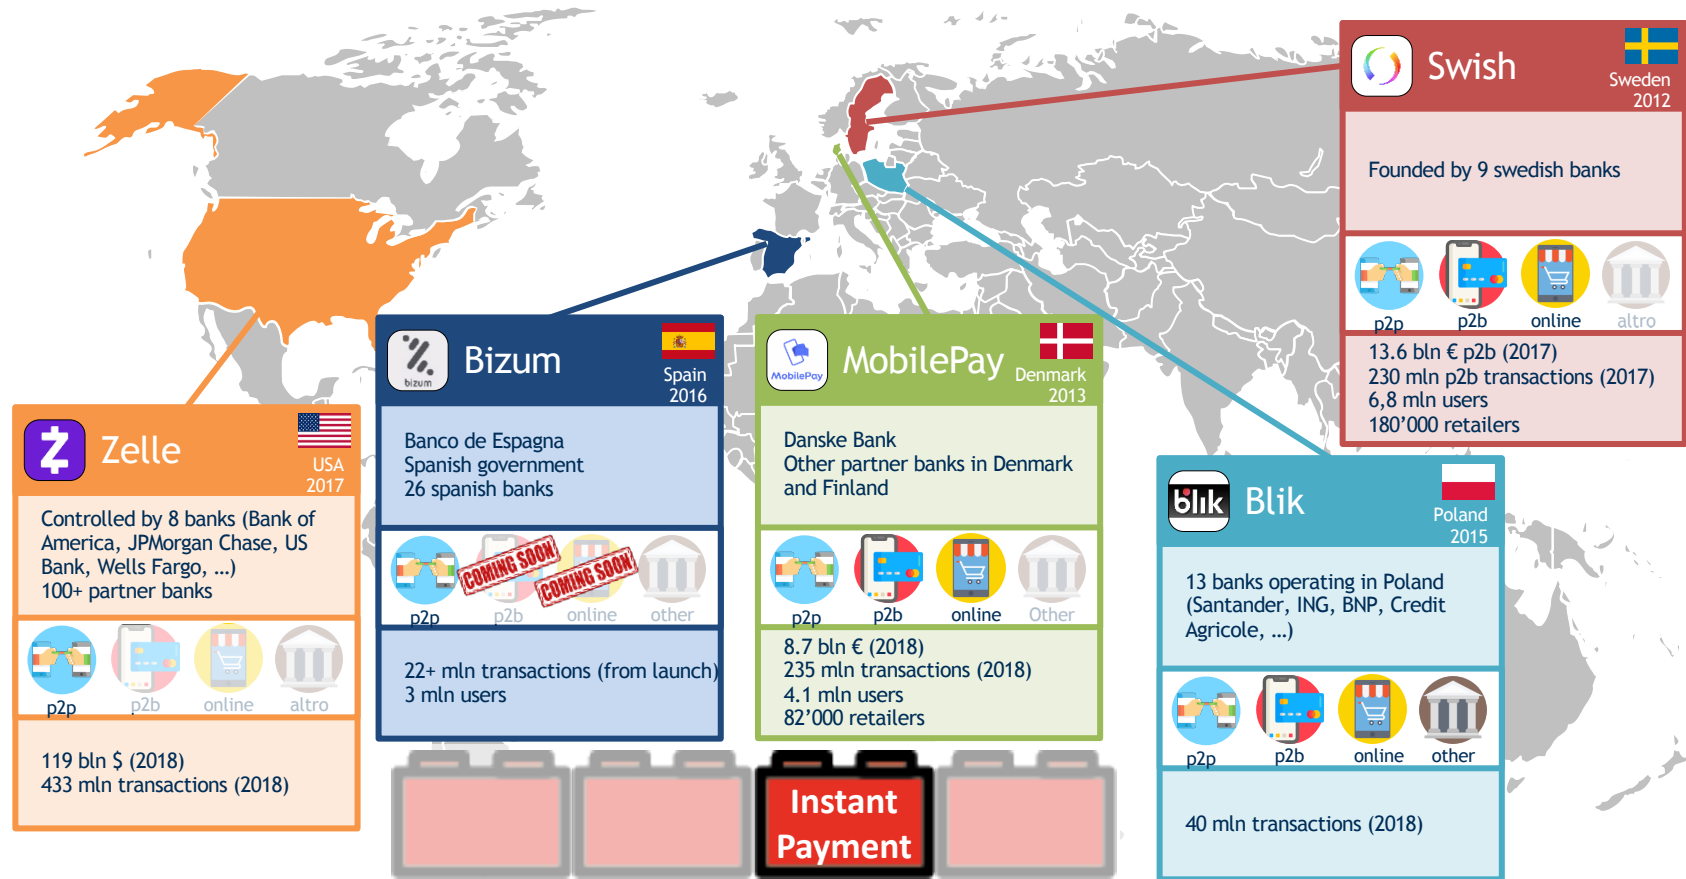 Swish
Sweden
2012
Founded by 9 swedish banks
p2p
p2b
online
altro
13.6 bln € p2b (2017)
230 mln p2b transactions (2017)
6,8 mln users
180’000 retailers
bizum
Bizum
Spain
2016
Banco de Espagna
Spanish government
26 spanish banks
COMING SOON!
COMING SOON!
p2p
p2b
online
other
22+ mln transactions (from launch)
3 mln users
MobilePay
MobilePay
Denmark
2013
Danske Bank
Other partner banks in Denmark
and Finland
p2p
p2b
online
Other
8.7 bln € (2018)
235 mln transactions (2018)
4.1 mln users
82’000 retailers
Zelle
USA
2017
Controlled by 8 banks (Bank of
America, JPMorgan Chase, US
Bank, Wells Fargo, …)
100+ partner banks
p2p
p2b
online
altro
119 bln $ (2018)
433 mln transactions (2018)
blik
Blik
Poland
2015
13 banks operating in Poland
(Santander, ING, BNP, Credit
Agricole, …)
p2p
p2b
online
other
40 mln transactions (2018)
Instant
Payment